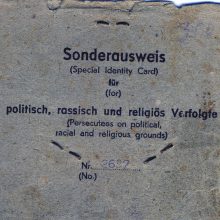 Sonderausweis
(Special Identity Card)
für
(for)
politisch, rassisch und religiös Verfolgte
(Persecutees on political,
racial and religious grounds)
Nr.
(No.)